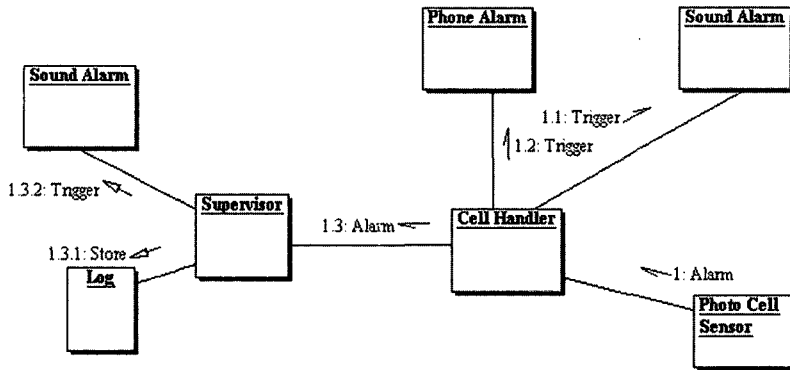 Phone Alarm
Sound Alarm
Sound Alarm
1.1: Trigger
1.2: Trigger
1.3.2: Trigger
Supervisor
1.3: Alarm
Cell Handler
1.3.1: Store
Log
1: Alarm
Photo Cell
Sensor